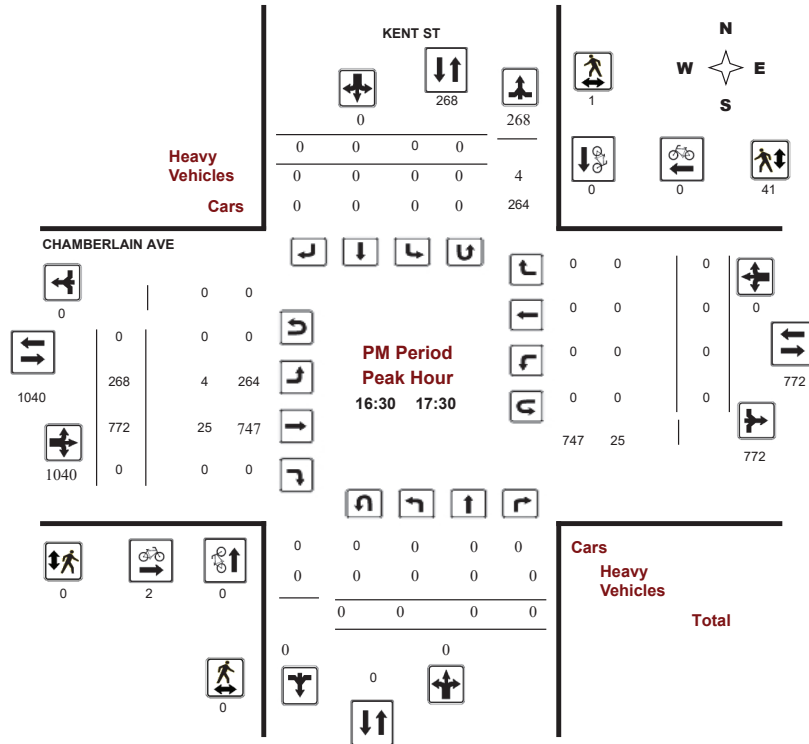 KENT ST
N
W E
S
268
0
268
1
0 0 0 0
Heavy
Vehicles
0 0 0 0 4
Cars
0 0 0 0 264
0 0 41
CHAMBERLAIN AVE
0
0 0
0 0 0
1040
268 4 264
772 25 747
1040
0 0 0
PM Period
Peak Hour
16:30 17:30
0 0 0
0 0 0
0 0 0
0 0 0
0
772
747 25
772
0 0 0 0 0
0 0 0 0 0
0 0 0 0
0 0
0
Cars
Heavy
Vehicles
Total
0 2 0
0